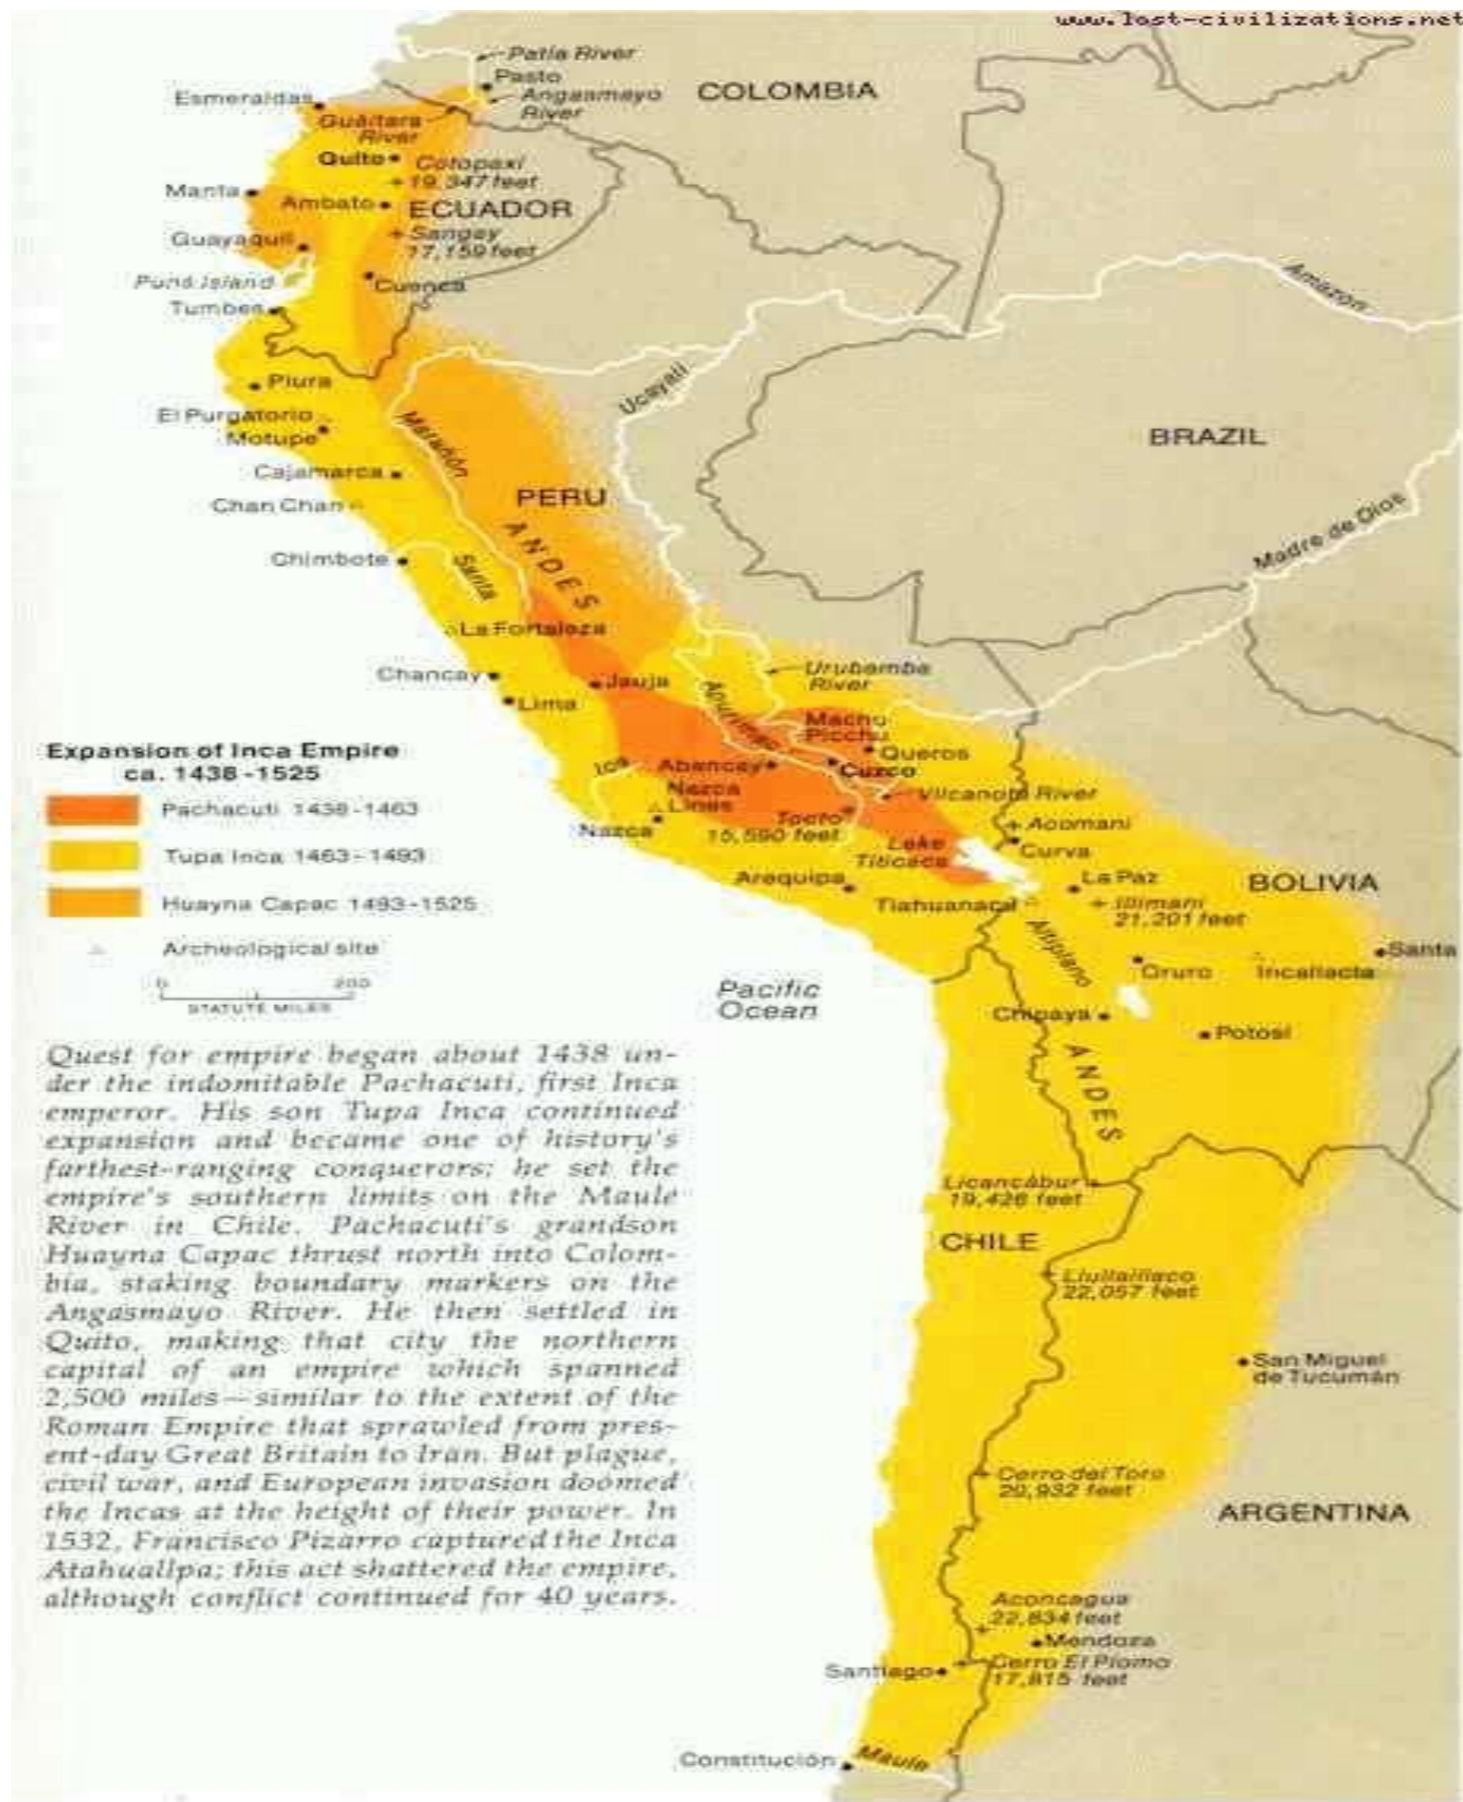 www.lost-civilizations.net
Patía River
Pasto
Angasmayo
River
COLOMBIA
Esmeraldas
Guáitara
River
Quito
Cotopaxi
19,347 feet
Manta
Ambato
ECUADOR
Sangay
17,159 feet
Guayaquil
Puná Island
Cuenca
Tumbes
Amazon
Piura
Ucayali
El Purgatorio
Motupe
Marañón
BRAZIL
Cajamarca
PERU
Chan Chan
ANDES
Madre de Dios
Chimbote
Santa
La Fortaleza
Urubamba
River
Chancay
Jauja
Lima
Apurímac
Machu
Picchu
Queros
Cuzco
Abancay
Ica
Nazca
Lines
Nazca
Vilcanota River
Tocto
15,590 feet
Acomani
Curva
Lake
Titicaca
Arequipa
La Paz
BOLIVIA
Tiahuanaco
Illimani
21,201 feet
Altiplano
Oruro
Incallacta
Santa
Chipaya
Potosí
Pacific
Ocean
ANDES
Expansion of Inca Empire
ca. 1438-1525
Pachacuti 1438-1463
Tupa Inca 1463-1493
Huayna Capac 1493-1525
Archeological site
0 200
STATUTE MILES
Quest for empire began about 1438 un-
der the indomitable Pachacuti, first Inca
emperor. His son Tupa Inca continued
expansion and became one of history's
farthest-ranging conquerors; he set the
empire's southern limits on the Maule
River in Chile. Pachacuti's grandson
Huayna Capac thrust north into Colom-
bia, staking boundary markers on the
Angasmayo River. He then settled in
Quito, making that city the northern
capital of an empire which spanned
2,500 miles—similar to the extent of the
Roman Empire that sprawled from pres-
ent-day Great Britain to Iran. But plague,
civil war, and European invasion doomed
the Incas at the height of their power. In
1532, Francisco Pizarro captured the Inca
Atahuallpa; this act shattered the empire,
although conflict continued for 40 years.
Licancábur
19,426 feet
CHILE
Llullaillaco
22,057 feet
San Miguel
de Tucumán
Cerro del Toro
20,932 feet
ARGENTINA
Aconcagua
22,834 feet
Mendoza
Santiago
Cerro El Plomo
17,815 feet
Constitución
Maule